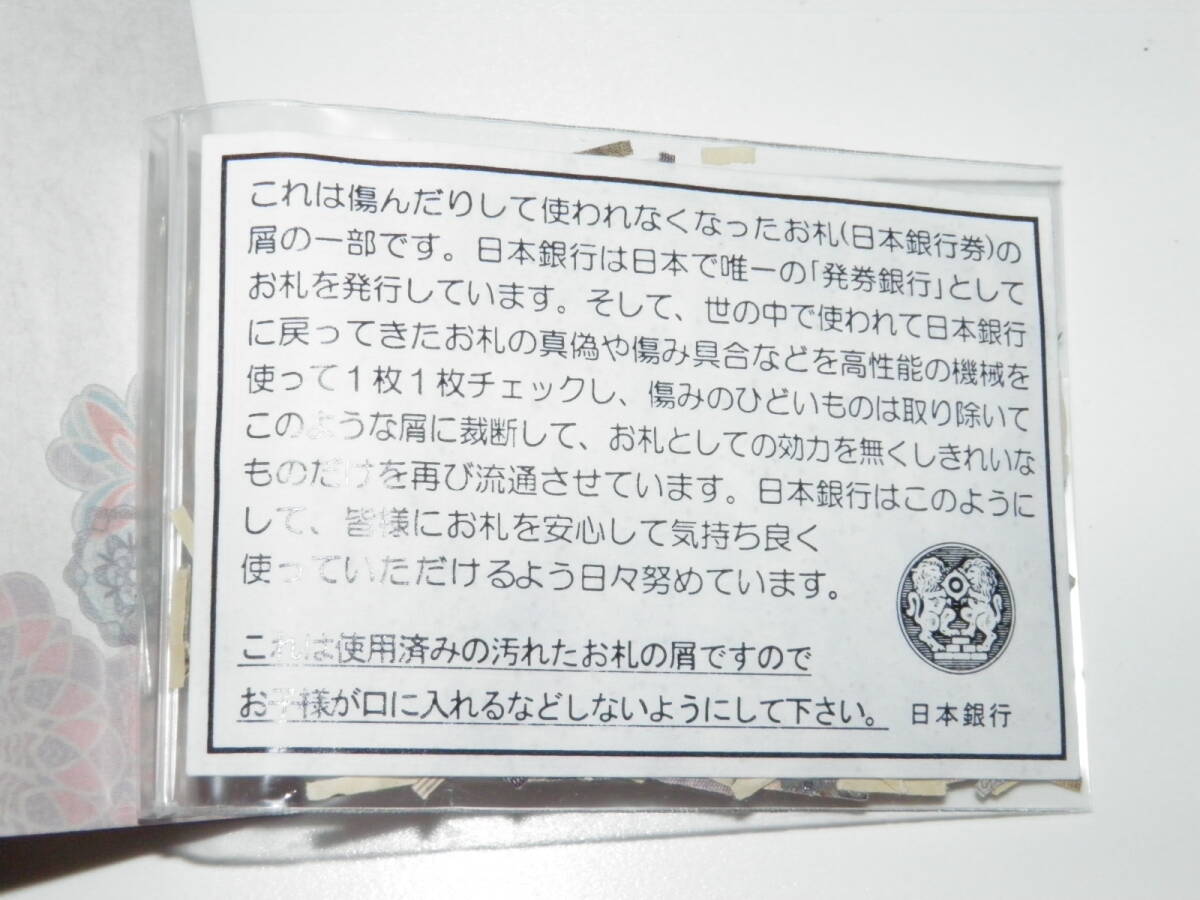 これは傷んだりして使われなくなったお札(日本銀行券)の
屑の一部です。日本銀行は日本で唯一の「発券銀行」として
お札を発行しています。そして、世の中で使われて日本銀行
に戻ってきたお札の真偽や傷み具合などを高性能の機械を
使って1枚1枚チェックし、傷みのひどいものは取り除いて
このような屑に裁断して、お札としての効力を無くしきれいな
ものだけを再び流通させています。日本銀行はこのように
して、皆様にお札を安心して気持ち良く
使っていただけるよう日々努めています。
これは使用済みの汚れたお札の屑ですので
お子様が口に入れるなどしないようにして下さい。
日本銀行